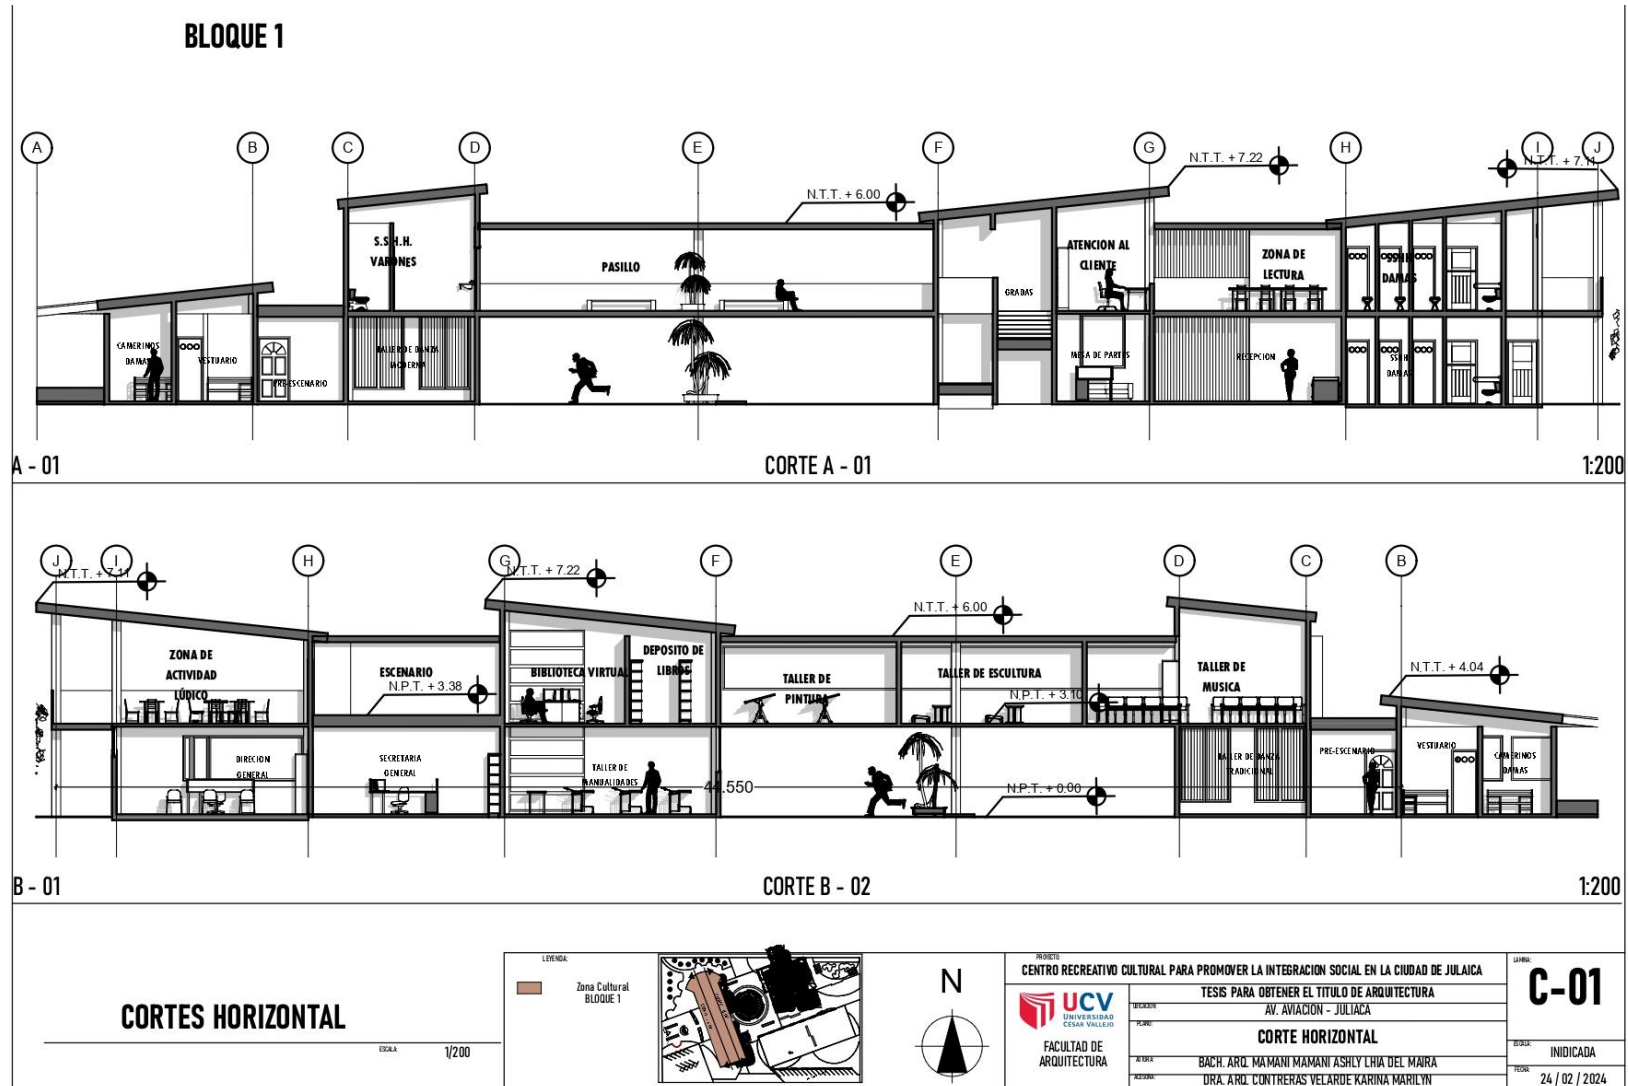 BLOQUE 1
A
B
C
D
E
F
G
H
I
J
N.T.T. + 7.22
N.T.T. + 7.11
N.T.T. + 6.00
S.S.H.H.
VARONES
PASILLO
ATENCION AL
CLIENTE
ZONA DE
LECTURA
SSHH
DAMAS
GRADAS
CAMERINOS
DAMAS
VESTUARIO
PRE-ESCENARIO
TALLER DE DANZA
MODERNA
MESA DE PARTES
RECEPCION
SSHH
DAMAS
A - 01
CORTE A - 01
1:200
J
I
H
G
F
E
D
C
B
N.T.T. + 7.11
N.T.T. + 7.22
N.T.T. + 6.00
N.T.T. + 4.04
ZONA DE
ACTIVIDAD
LÚDICO
ESCENARIO
N.P.T. + 3.38
BIBLIOTECA VIRTUAL
DEPOSITO DE
LIBROS
TALLER DE
PINTURA
TALLER DE ESCULTURA
N.P.T. + 3.10
TALLER DE
MUSICA
DIRECION
GENERAL
SECRETARIA
GENERAL
TALLER DE
MANUALIDADES
44.550
N.P.T. + 0.00
TALLER DE DANZA
TRADICIONAL
PRE-ESCENARIO
VESTUARIO
CAMERINOS
DAMAS
B - 01
CORTE B - 02
1:200
CORTES HORIZONTAL
ESCALA:
1/200
LEYENDA:
Zona Cultural
BLOQUE 1
N
PROYECTO:
CENTRO RECREATIVO CULTURAL PARA PROMOVER LA INTEGRACION SOCIAL EN LA CIUDAD DE JULAICA
UCV
UNIVERSIDAD
CÉSAR VALLEJO
FACULTAD DE
ARQUITECTURA
TESIS PARA OBTENER EL TITULO DE ARQUITECTURA
UBICACION:
AV. AVIACIÓN - JULIACA
PLANO:
CORTE HORIZONTAL
AUTORA:
BACH. ARQ. MAMANI MAMANI ASHLY LHIA DEL MAIRA
ASESORA:
DRA. ARQ. CONTRERAS VELARDE KARINA MARILYN
LAMINA:
C-01
ESCALA:
INIDICADA
FECHA:
24 / 02 / 2024